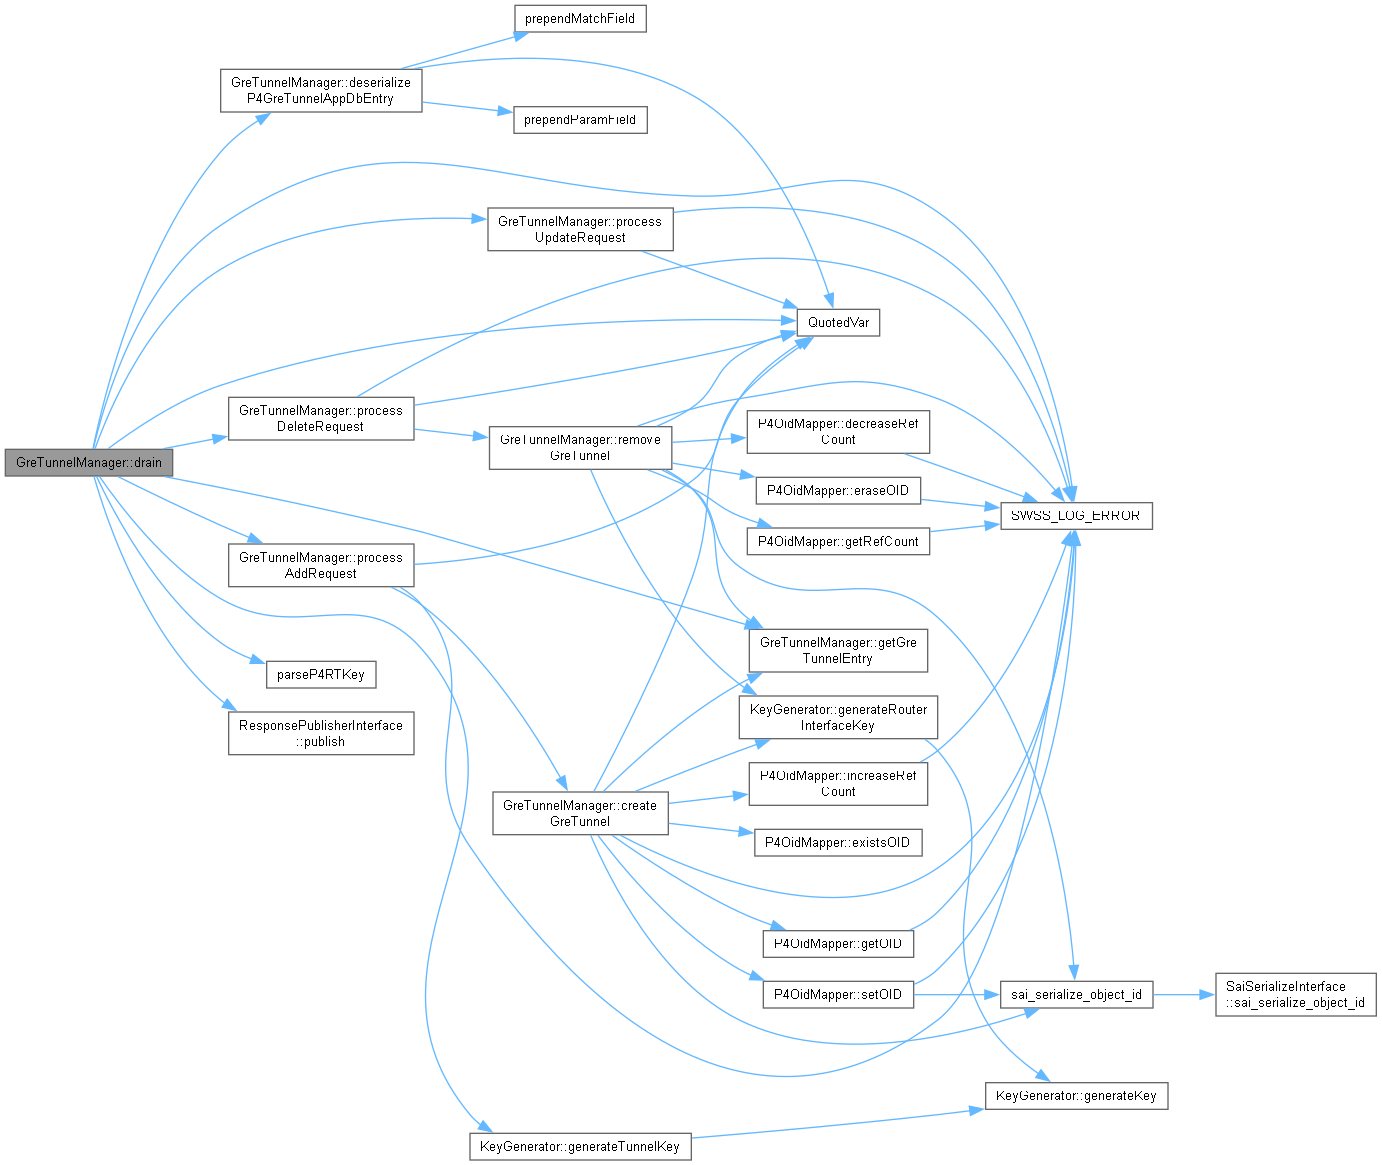 prependMatchField
GreTunnelManager::deserialize
P4GreTunnelAppDbEntry
prependParamField
GreTunnelManager::process
UpdateRequest
QuotedVar
GreTunnelManager::process
DeleteRequest
P4OidMapper::decreaseRef
Count
GreTunnelManager::remove
GreTunnel
GreTunnelManager::drain
P4OidMapper::eraseOID
SWSS_LOG_ERROR
P4OidMapper::getRefCount
GreTunnelManager::process
AddRequest
GreTunnelManager::getGre
TunnelEntry
parseP4RTKey
KeyGenerator::generateRouter
InterfaceKey
ResponsePublisherInterface
::publish
P4OidMapper::increaseRef
Count
GreTunnelManager::create
GreTunnel
P4OidMapper::existsOID
P4OidMapper::getOID
P4OidMapper::setOID
sai_serialize_object_id
SaiSerializeInterface
::sai_serialize_object_id
KeyGenerator::generateKey
KeyGenerator::generateTunnelKey